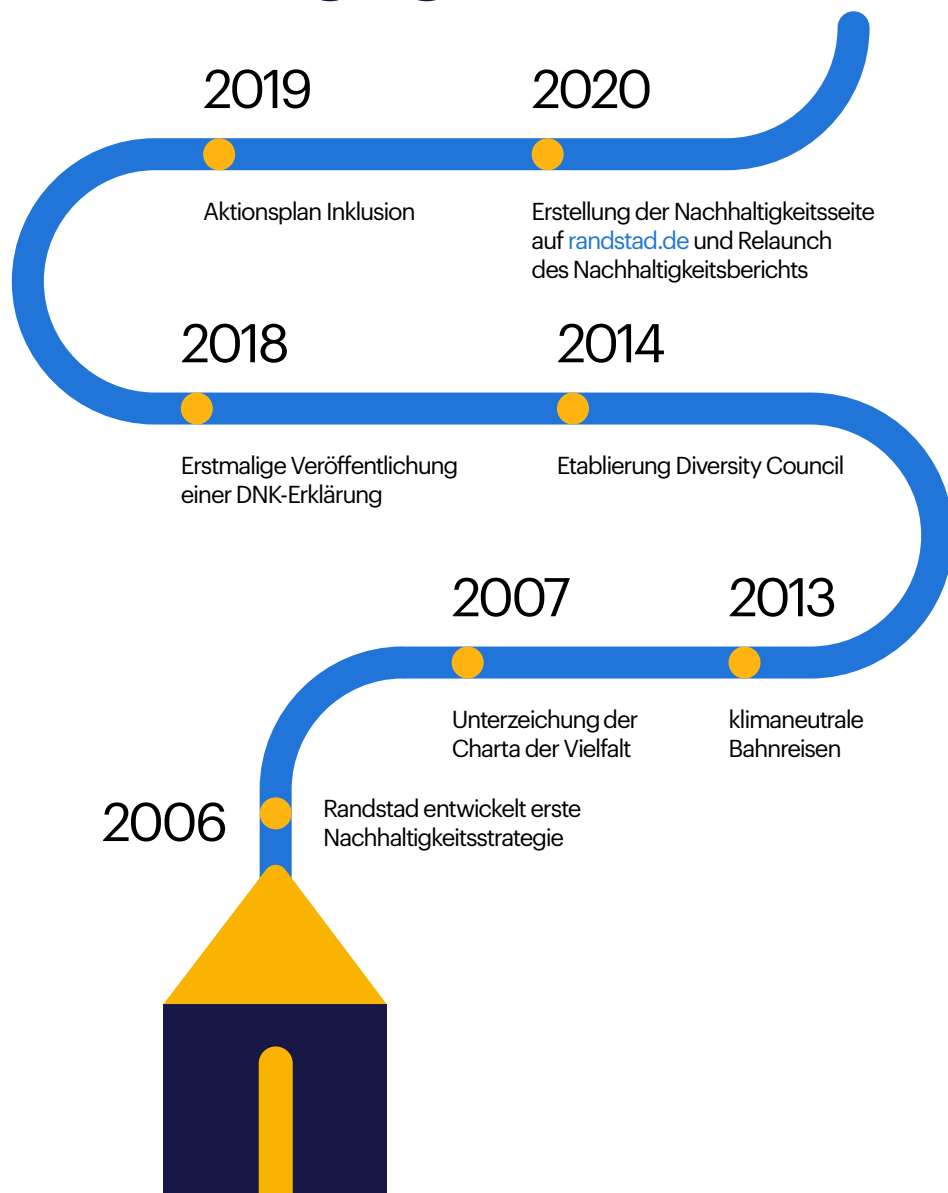 2019
Aktionsplan Inklusion
2020
Erstellung der Nachhaltigkeitsseite
auf randstad.de und Relaunch
des Nachhaltigkeitsberichts
2018
Erstmalige Veröffentlichung
einer DNK-Erklärung
2014
Etablierung Diversity Council
2007
Unterzeichung der
Charta der Vielfalt
2013
klimaneutrale
Bahnreisen
2006
Randstad entwickelt erste
Nachhaltigkeitsstrategie